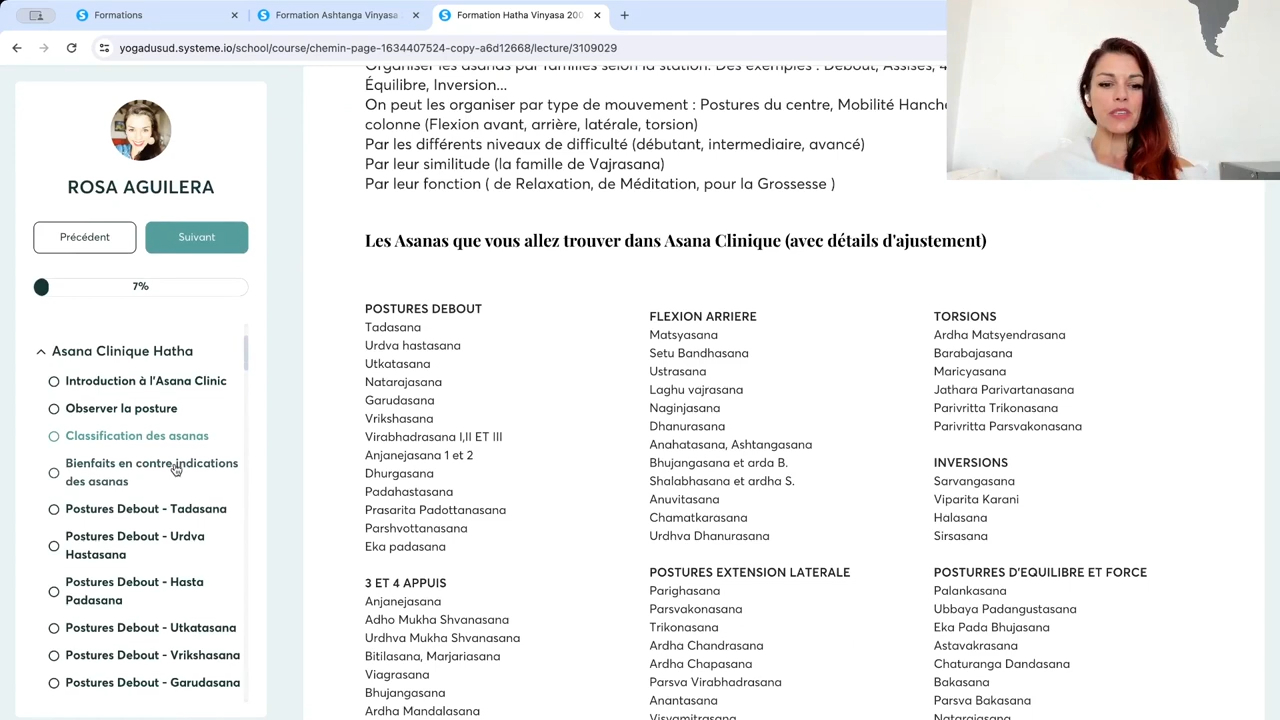 Formations
Formation Ashtanga Vinyasa
Formation Hatha Vinyasa 200
yogadusud.systeme.io/school/course/chemin-page-1634407524-copy-a6d12668/lecture/3109029
ROSA AGUILERA
Précédent
Suivant
7%
Asana Clinique Hatha
Introduction à l'Asana Clinic
Observer la posture
Classification des asanas
Bienfaits en contre indications
des asanas
Postures Debout - Tadasana
Postures Debout - Urdva
Hastasana
Postures Debout - Hasta
Padasana
Postures Debout - Utkatasana
Postures Debout - Vrikshasana
Postures Debout - Garudasana
Organiser les asanas par familles selon la station. Des exemples : Debout, Assises, 4
Équilibre, Inversion...
On peut les organiser par type de mouvement : Postures du centre, Mobilité Hanche
colonne (Flexion avant, arrière, latérale, torsion)
Par les différents niveaux de difficulté (débutant, intermediaire, avancé)
Par leur similitude (la famille de Vajrasana)
Par leur fonction ( de Relaxation, de Méditation, pour la Grossesse )
Les Asanas que vous allez trouver dans Asana Clinique (avec détails d'ajustement)
POSTURES DEBOUT
Tadasana
Urdva hastasana
Utkatasana
Natarajasana
Garudasana
Vrikshasana
Virabhadrasana I,II ET III
Anjanejasana 1 et 2
Dhurgasana
Padahastasana
Prasarita Padottanasana
Parshvottanasana
Eka padasana
3 ET 4 APPUIS
Anjanejasana
Adho Mukha Shvanasana
Urdhva Mukha Shvanasana
Bitilasana, Marjariasana
Viagrasana
Bhujangasana
Ardha Mandalasana
FLEXION ARRIERE
Matsyasana
Setu Bandhasana
Ustrasana
Laghu vajrasana
Naginjasana
Dhanurasana
Anahatasana, Ashtangasana
Bhujangasana et arda B.
Shalabhasana et ardha S.
Anuvitasana
Chamatkarasana
Urdhva Dhanurasana
POSTURES EXTENSION LATERALE
Parighasana
Parsvakonasana
Trikonasana
Ardha Chandrasana
Ardha Chapasana
Parsva Virabhadrasana
Anantasana
Visvamitrasana
TORSIONS
Ardha Matsyendrasana
Barabajasana
Maricyasana
Jathara Parivartanasana
Parivritta Trikonasana
Parivritta Parsvakonasana
INVERSIONS
Sarvangasana
Viparita Karani
Halasana
Sirsasana
POSTURRES D'EQUILIBRE ET FORCE
Palankasana
Ubbaya Padangustasana
Eka Pada Bhujasana
Astavakrasana
Chaturanga Dandasana
Bakasana
Parsva Bakasana
Natarajasana